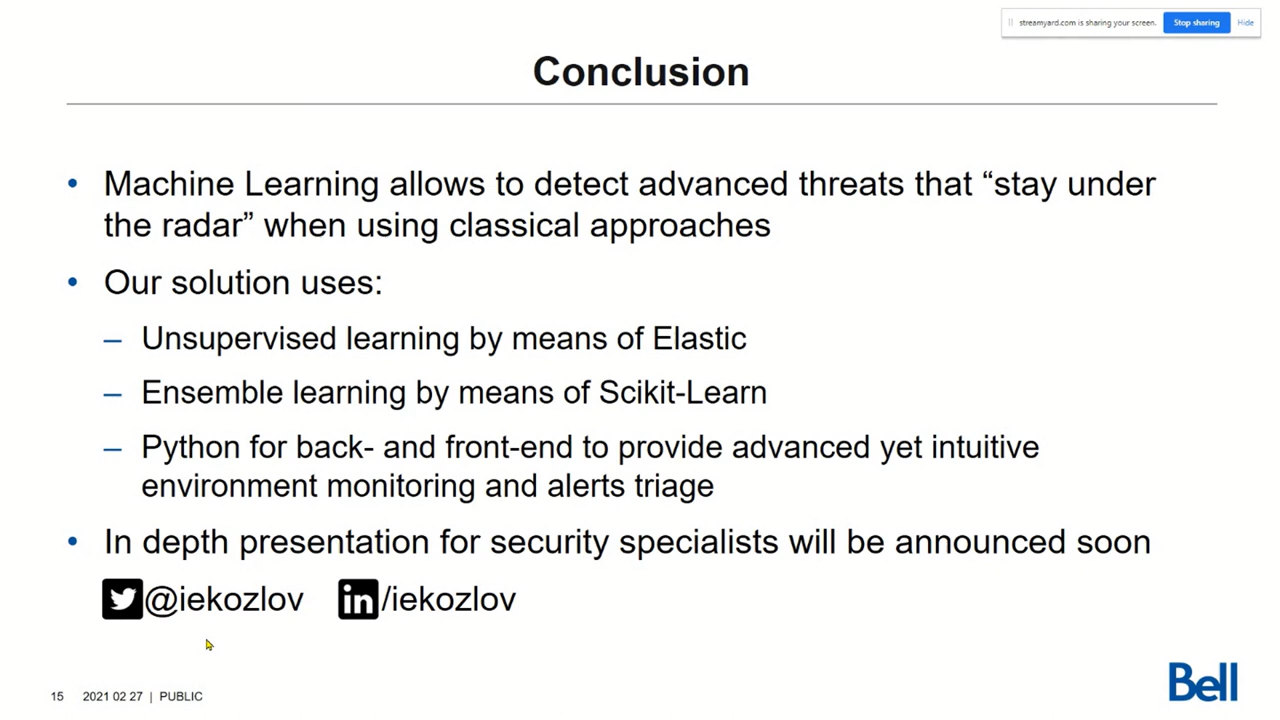 streamyard.com is sharing your screen. Stop sharing Hide
Conclusion
• Machine Learning allows to detect advanced threats that “stay under
the radar” when using classical approaches
• Our solution uses:
– Unsupervised learning by means of Elastic
– Ensemble learning by means of Scikit-Learn
– Python for back- and front-end to provide advanced yet intuitive
environment monitoring and alerts triage
• In depth presentation for security specialists will be announced soon
@iekozlov in/iekozlov
15 2021 02 27 | PUBLIC
Bell